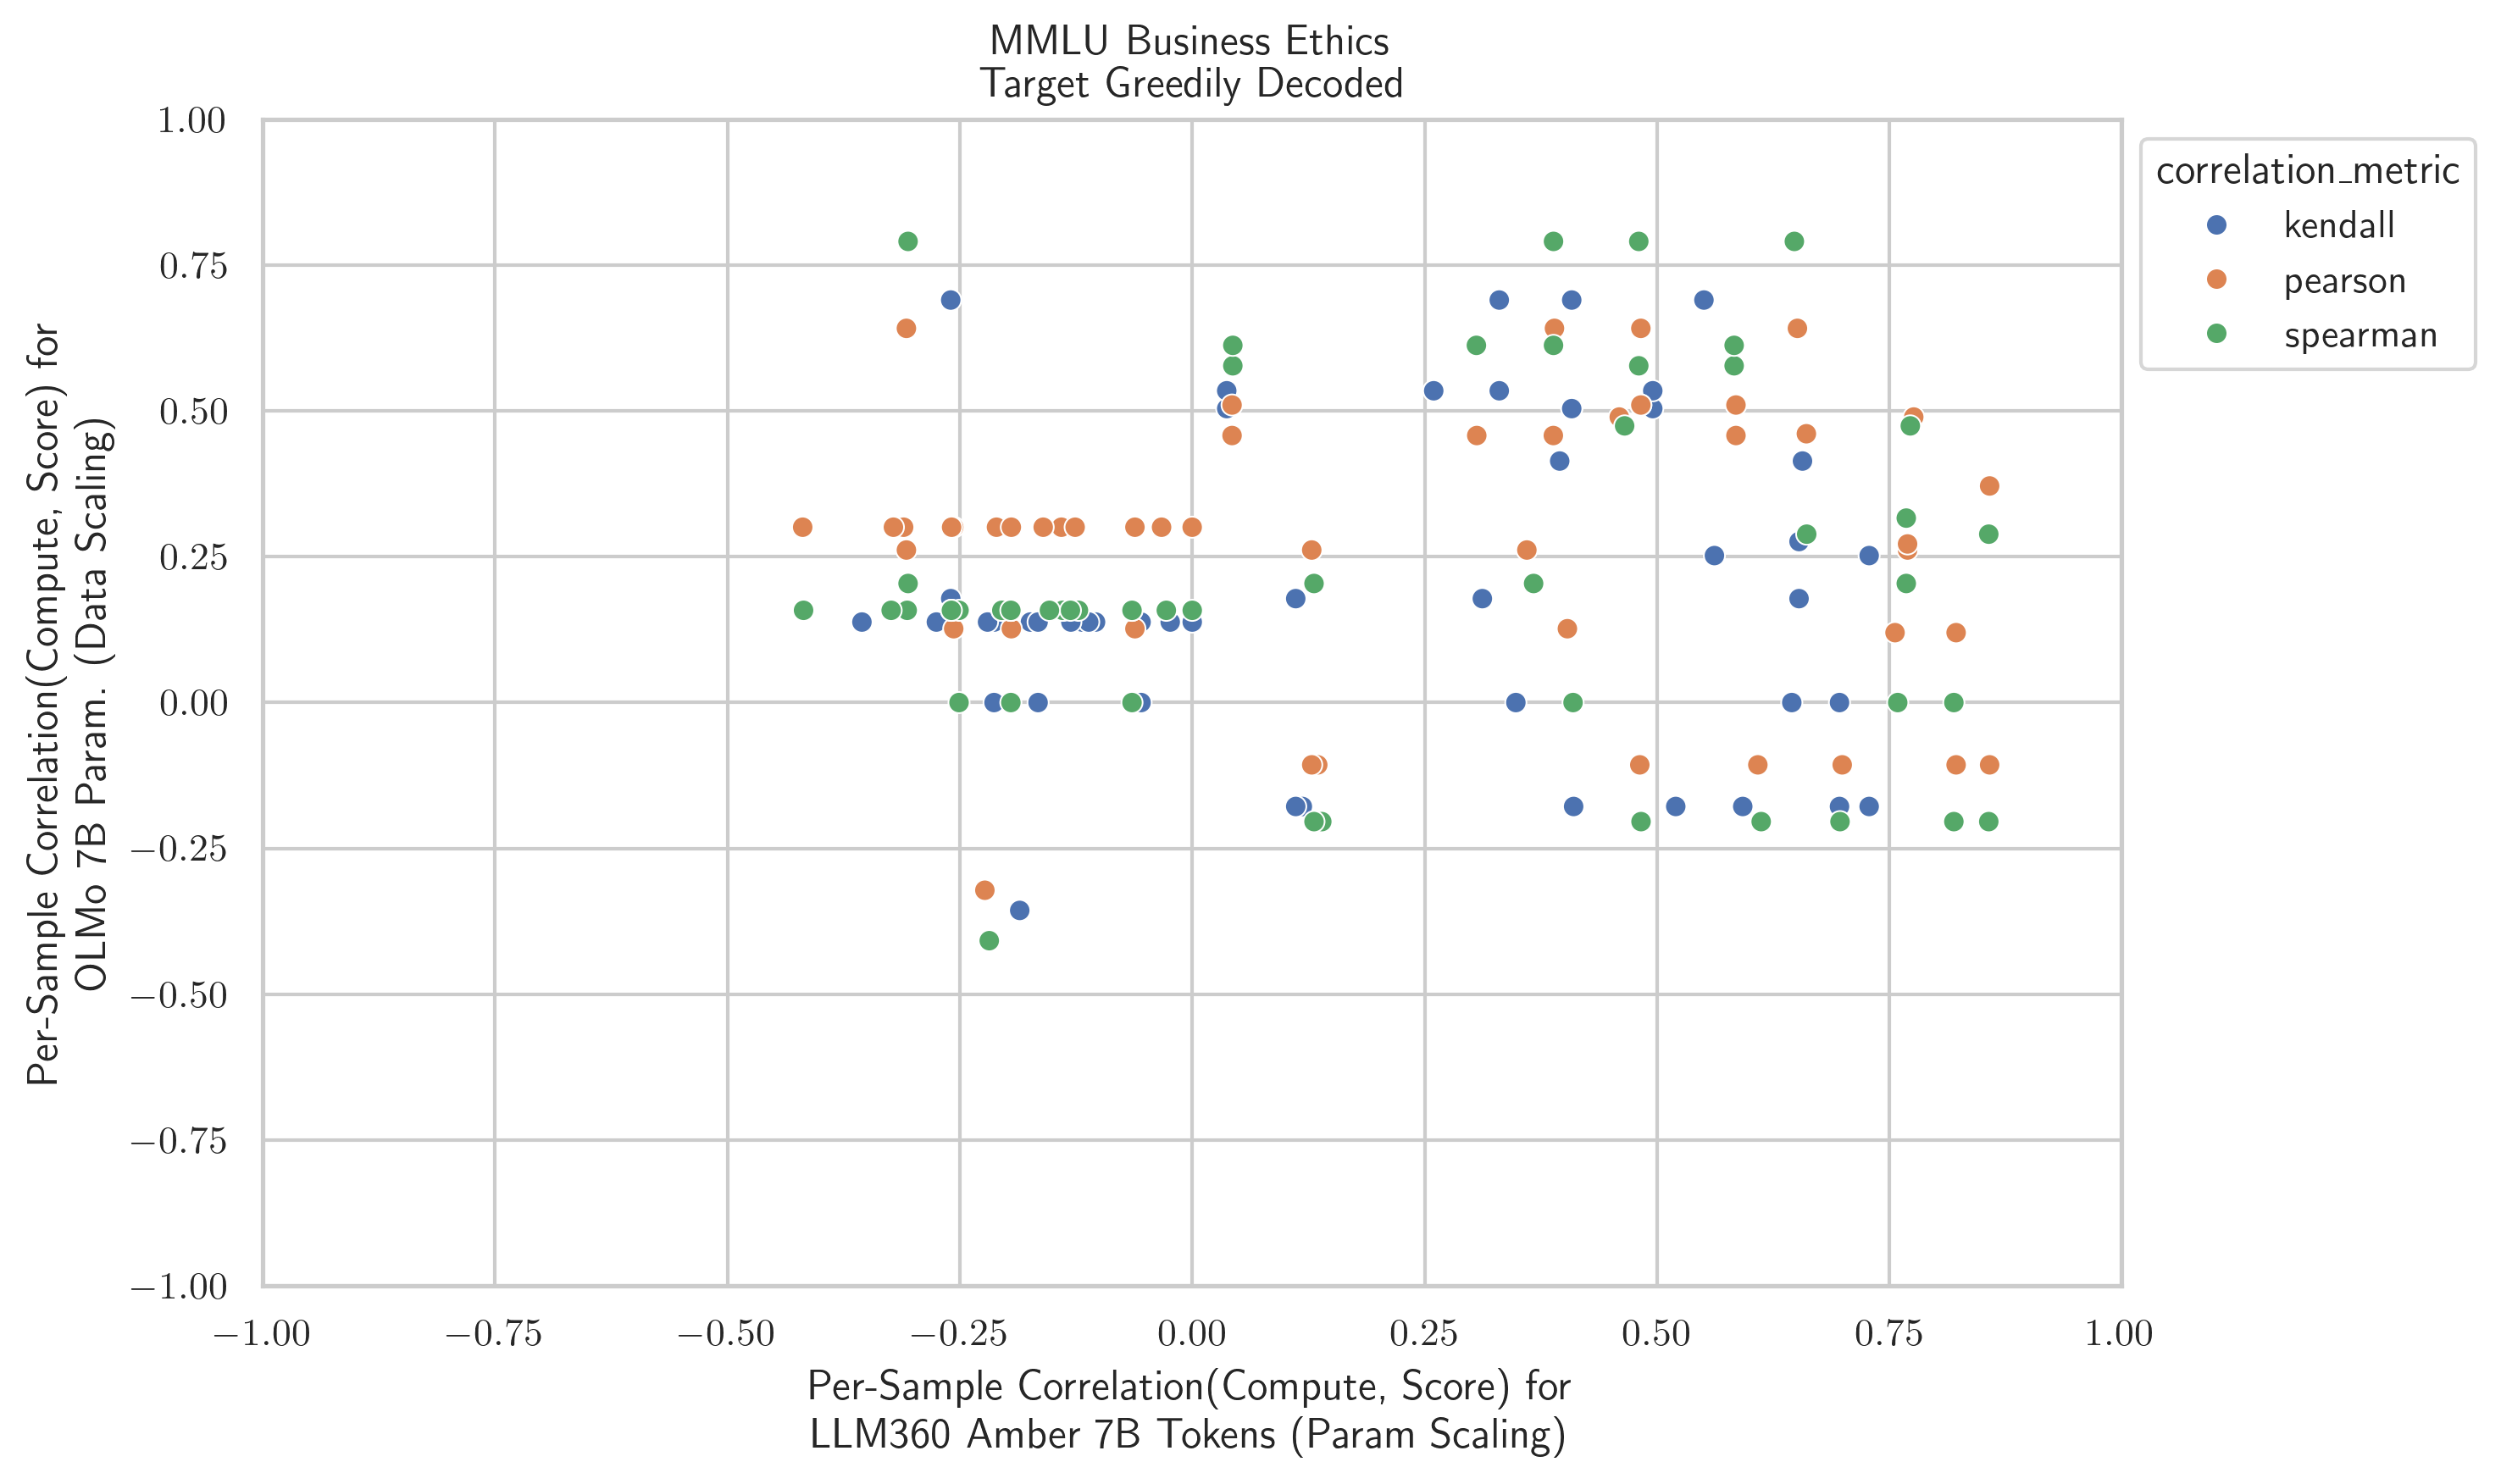 MMLU Business Ethics
Target Greedily Decoded
Per-Sample Correlation(Compute, Score) for
OLMo 7B Param. (Data Scaling)
1.00
0.75
0.50
0.25
0.00
−0.25
−0.50
−0.75
−1.00
−1.00
−0.75
−0.50
−0.25
0.00
0.25
0.50
0.75
1.00
Per-Sample Correlation(Compute, Score) for
LLM360 Amber 7B Tokens (Param Scaling)
correlation_metric
kendall
pearson
spearman